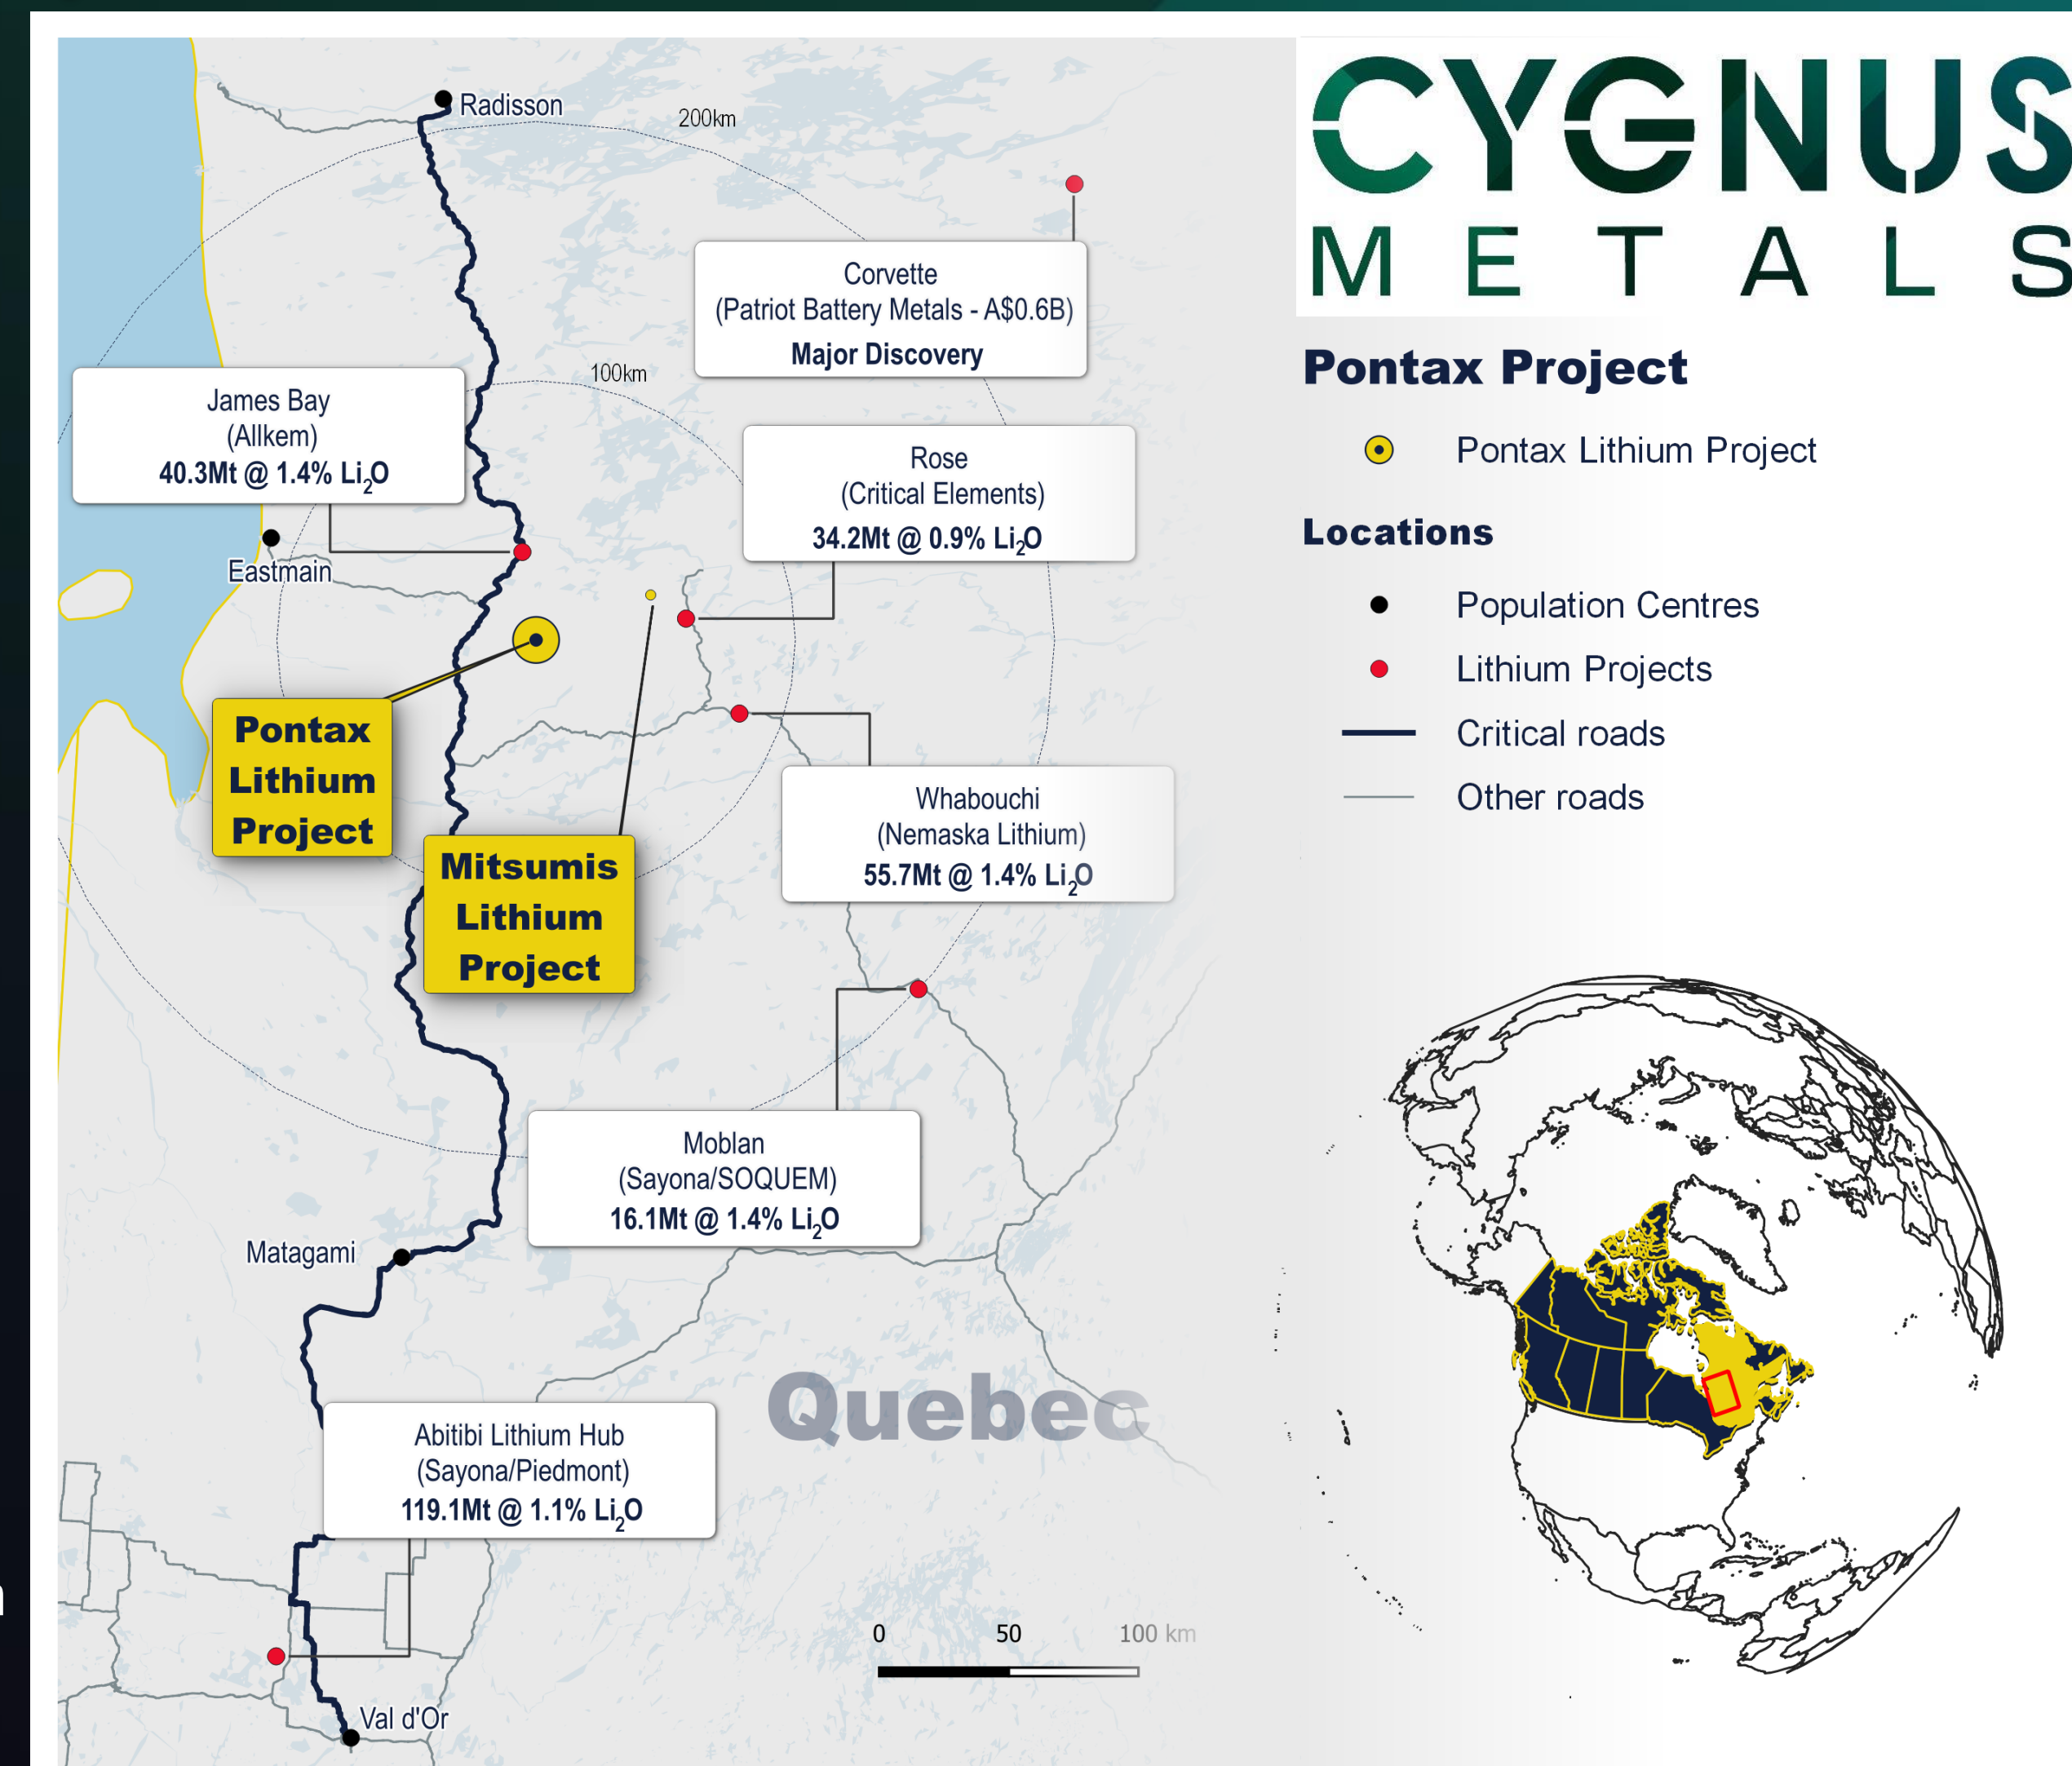 CYGNUS
METALS
Pontax Project
Pontax Lithium Project
Locations
Population Centres
Lithium Projects
Critical roads
Other roads
Radisson
200km
Corvette
(Patriot Battery Metals - A$0.6B)
Major Discovery
100km
James Bay
(Allkem)
40.3Mt @ 1.4% Li₂O
Rose
(Critical Elements)
34.2Mt @ 0.9% Li₂O
Eastmain
Pontax
Lithium
Project
Mitsumis
Lithium
Project
Whabouchi
(Nemaska Lithium)
55.7Mt @ 1.4% Li₂O
Moblan
(Sayona/SOQUEM)
16.1Mt @ 1.4% Li₂O
Matagami
Quebec
Abitibi Lithium Hub
(Sayona/Piedmont)
119.1Mt @ 1.1% Li₂O
0 50 100 km
Val d'Or